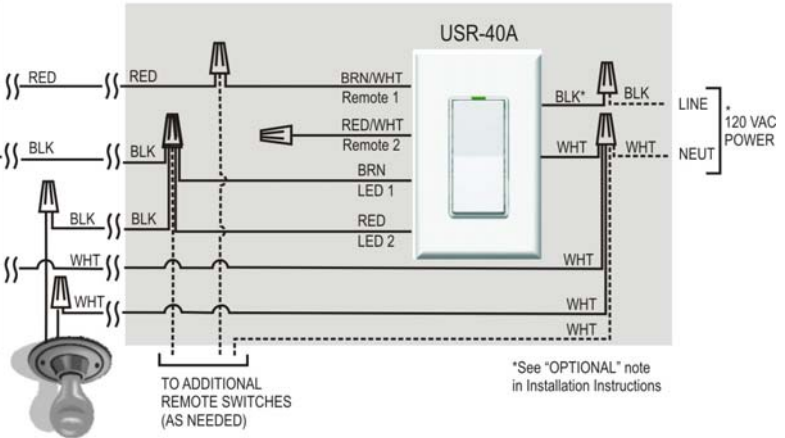 USR-40A
RED
RED
BRN/WHT
Remote 1
BLK*
BLK
LINE
*
120 VAC
POWER
RED/WHT
Remote 2
BLK
BLK
WHT
WHT
NEUT
BRN
LED 1
BLK
BLK
RED
LED 2
WHT
WHT
WHT
WHT
WHT
TO ADDITIONAL
REMOTE SWITCHES
(AS NEEDED)
*See “OPTIONAL” note
in Installation Instructions